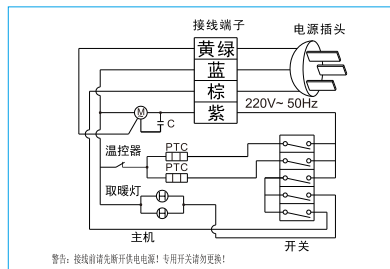 接线端子
电源插头
黄绿
蓝
棕
紫
220V~ 50Hz
M
C
温控器
PTC
PTC
取暖灯
主机
开关
警告：接线前请先断开供电电源！专用开关请勿更换！